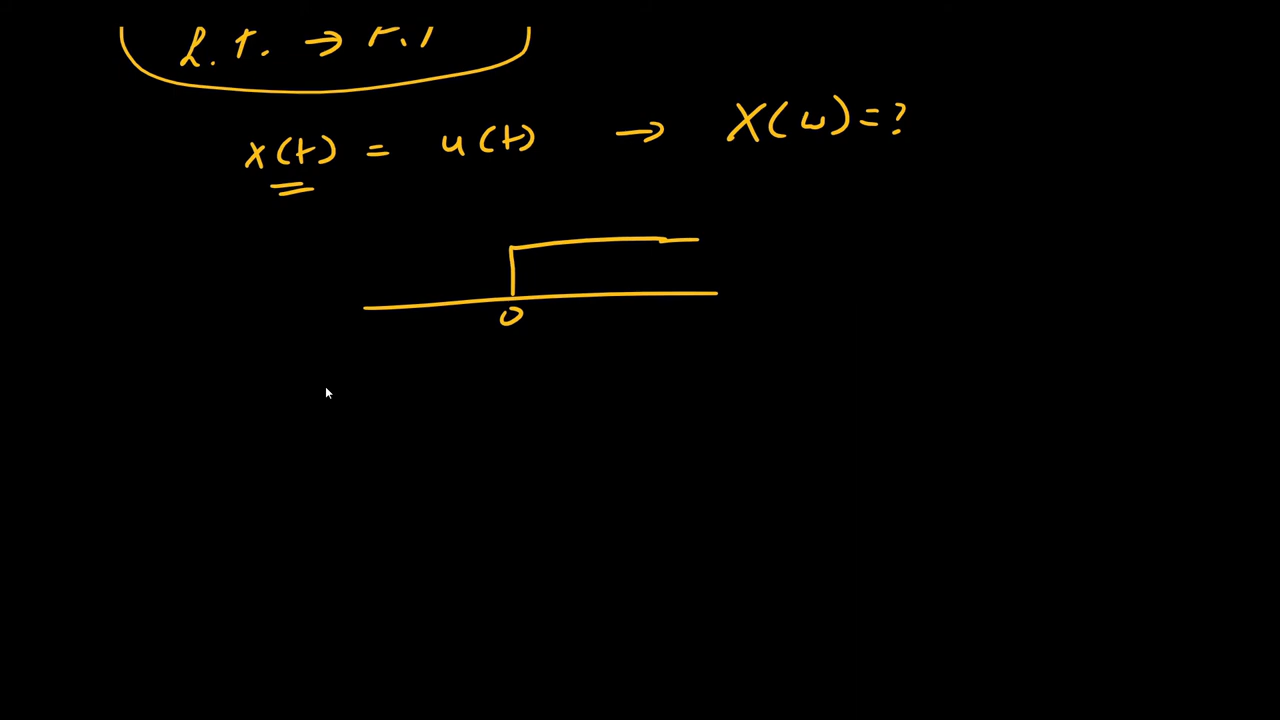 L.T. → F.T
x(t) = u(t) → X(ω)=?
0